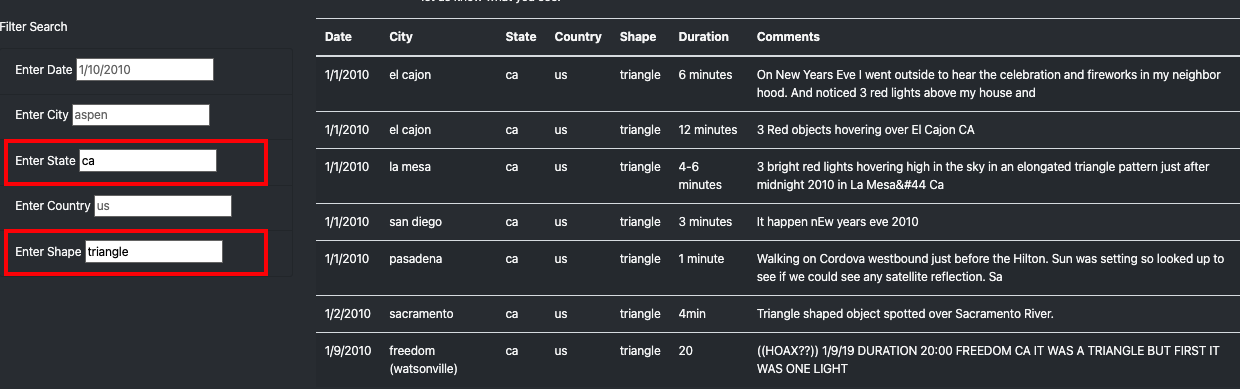 let us know what you see.
Filter Search
Enter Date 1/10/2010
Enter City aspen
Enter State ca
Enter Country us
Enter Shape triangle
Date City State Country Shape Duration Comments
1/1/2010 el cajon ca us triangle 6 minutes On New Years Eve I went outside to hear the celebration and fireworks in my neighbor
hood. And noticed 3 red lights above my house and
1/1/2010 el cajon ca us triangle 12 minutes 3 Red objects hovering over El Cajon CA
1/1/2010 la mesa ca us triangle 4-6 3 bright red lights hovering high in the sky in an elongated triangle pattern just after
minutes midnight 2010 in La Mesa&#44 Ca
1/1/2010 san diego ca us triangle 3 minutes It happen nEw years eve 2010
1/1/2010 pasadena ca us triangle 1 minute Walking on Cordova westbound just before the Hilton. Sun was setting so looked up to
see if we could see any satellite reflection. Sa
1/2/2010 sacramento ca us triangle 4min Triangle shaped object spotted over Sacramento River.
1/9/2010 freedom ca us triangle 20 ((HOAX??)) 1/9/19 DURATION 20:00 FREEDOM CA IT WAS A TRIANGLE BUT FIRST IT
(watsonville) WAS ONE LIGHT